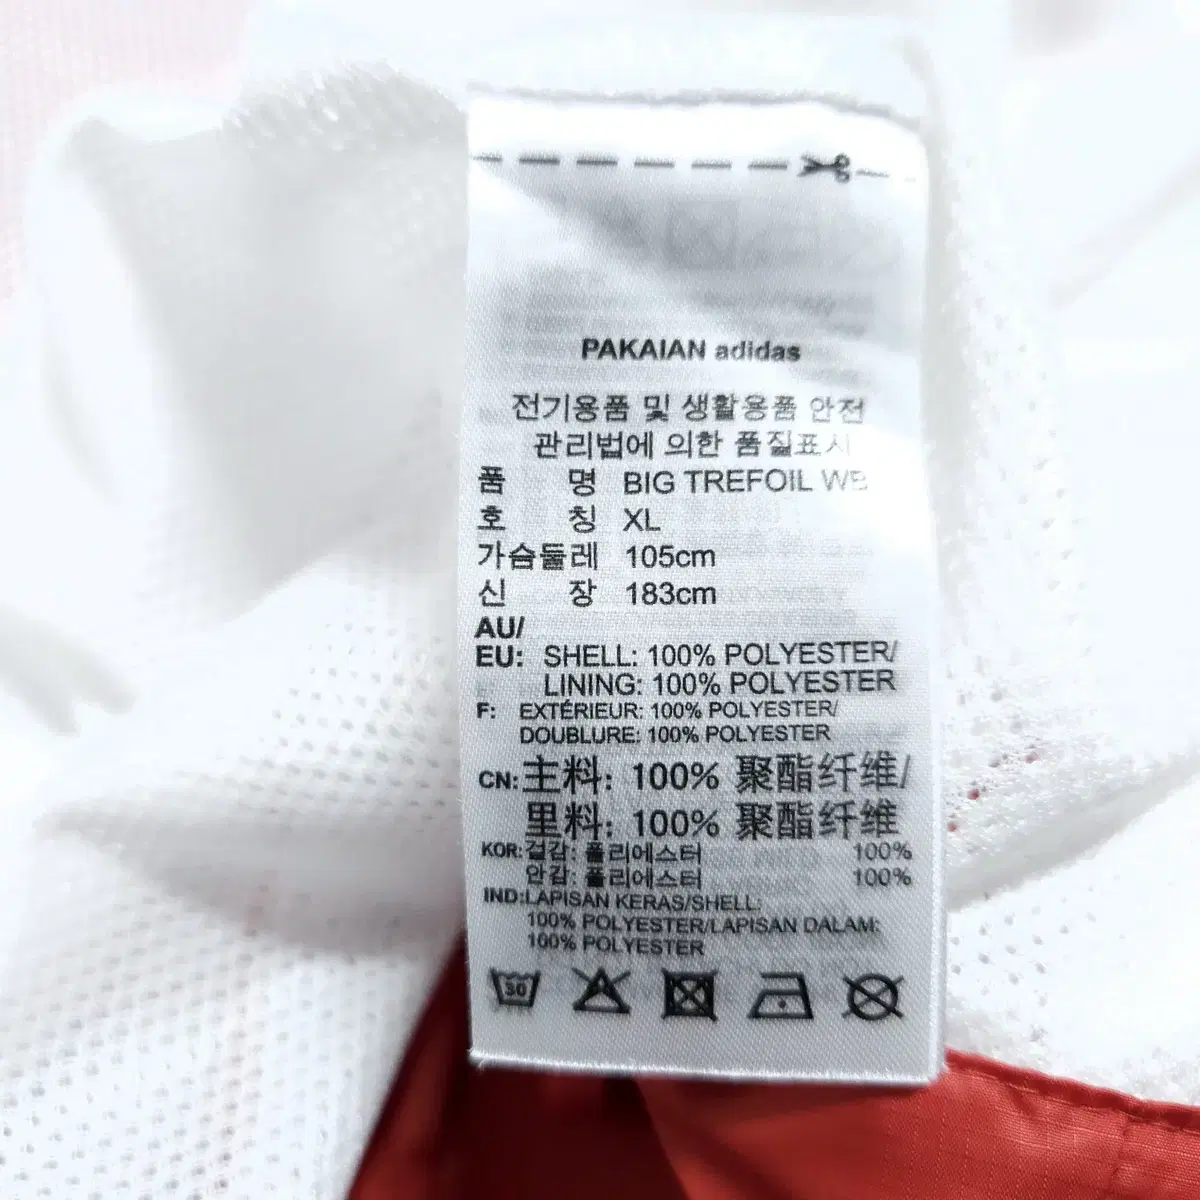 PAKAIAN adidas
전기용품 및 생활용품 안전
관리법에 의한 품질표시
품 명 BIG TREFOIL WB
호 칭 XL
가슴둘레 105cm
신 장 183cm
AU/
EU: SHELL: 100% POLYESTER/
LINING: 100% POLYESTER
F: EXTÉRIEUR: 100% POLYESTER/
DOUBLURE: 100% POLYESTER
CN: 主料: 100% 聚酯纤维/
里料: 100% 聚酯纤维
KOR: 겉감: 폴리에스터 100%
안감: 폴리에스터 100%
IND: LAPISAN KERAS/SHELL:
100% POLYESTER/LAPISAN DALAM:
100% POLYESTER
30